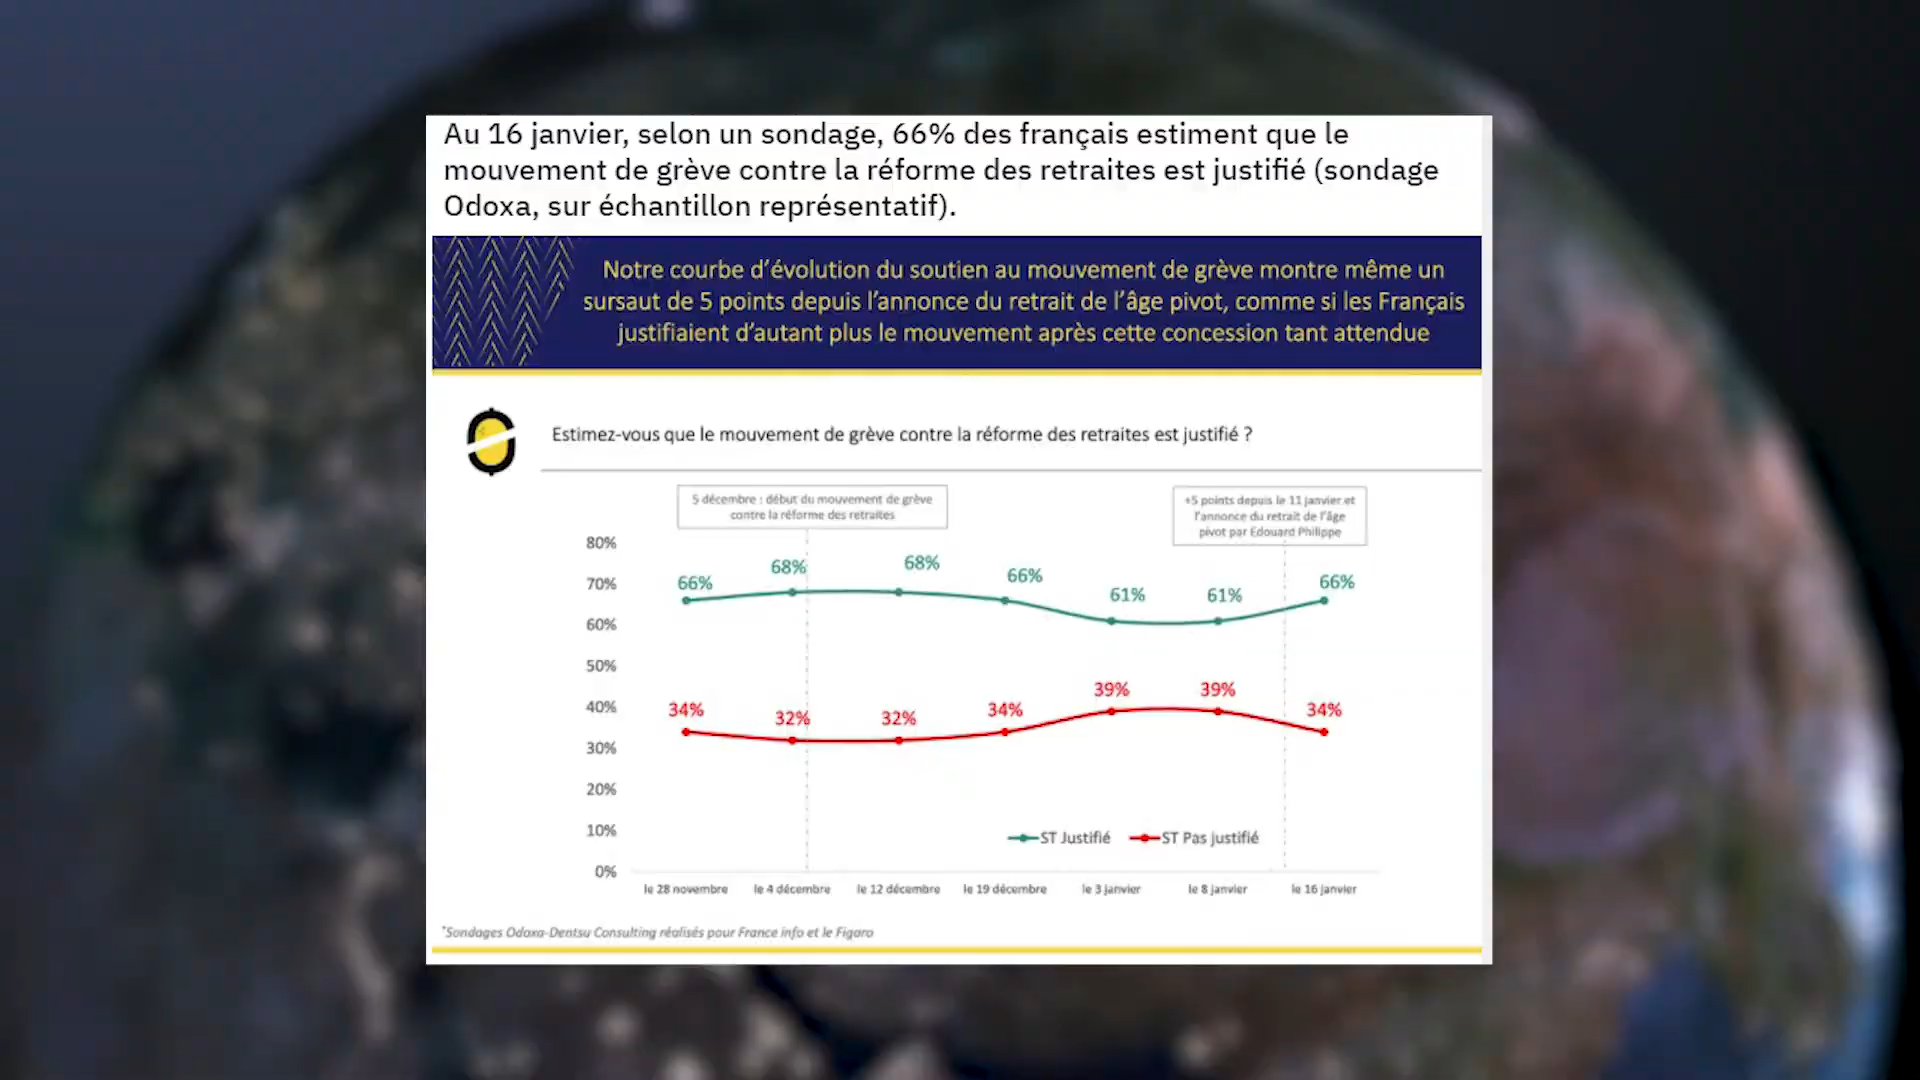 Au 16 janvier, selon un sondage, 66% des français estiment que le
mouvement de grève contre la réforme des retraites est justifié (sondage
Odoxa, sur échantillon représentatif).
Notre courbe d'évolution du soutien au mouvement de grève montre même un
sursaut de 5 points depuis l'annonce du retrait de l'âge pivot, comme si les Français
justifiaient d'autant plus le mouvement après cette concession tant attendue
Estimez-vous que le mouvement de grève contre la réforme des retraites est justifié ?
5 décembre : début du mouvement de grève
contre la réforme des retraites
+5 points depuis le 11 janvier et
l'annonce du retrait de l'âge
pivot par Edouard Philippe
80%
70%
60%
50%
40%
30%
20%
10%
0%
66%
68%
68%
66%
61%
61%
66%
34%
32%
32%
34%
39%
39%
34%
ST Justifié
ST Pas justifié
le 28 novembre
le 4 décembre
le 12 décembre
le 19 décembre
le 3 janvier
le 8 janvier
le 16 janvier
*Sondages Odoxa-Dentsu Consulting réalisés pour France info et le Figaro